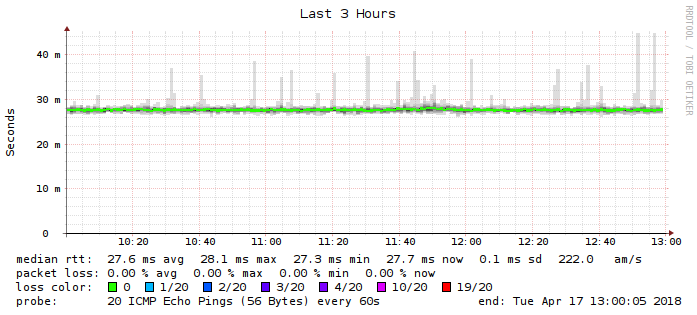 Last 3 Hours
RRDTOOL / TOBI OETIKER
Seconds
40 m
30 m
20 m
10 m
0
10:20 10:40 11:00 11:20 11:40 12:00 12:20 12:40 13:00
median rtt: 27.6 ms avg 28.1 ms max 27.3 ms min 27.7 ms now 0.1 ms sd 222.0 am/s
packet loss: 0.00 % avg 0.00 % max 0.00 % min 0.00 % now
loss color: 0 1/20 2/20 3/20 4/20 10/20 19/20
probe: 20 ICMP Echo Pings (56 Bytes) every 60s end: Tue Apr 17 13:00:05 2018